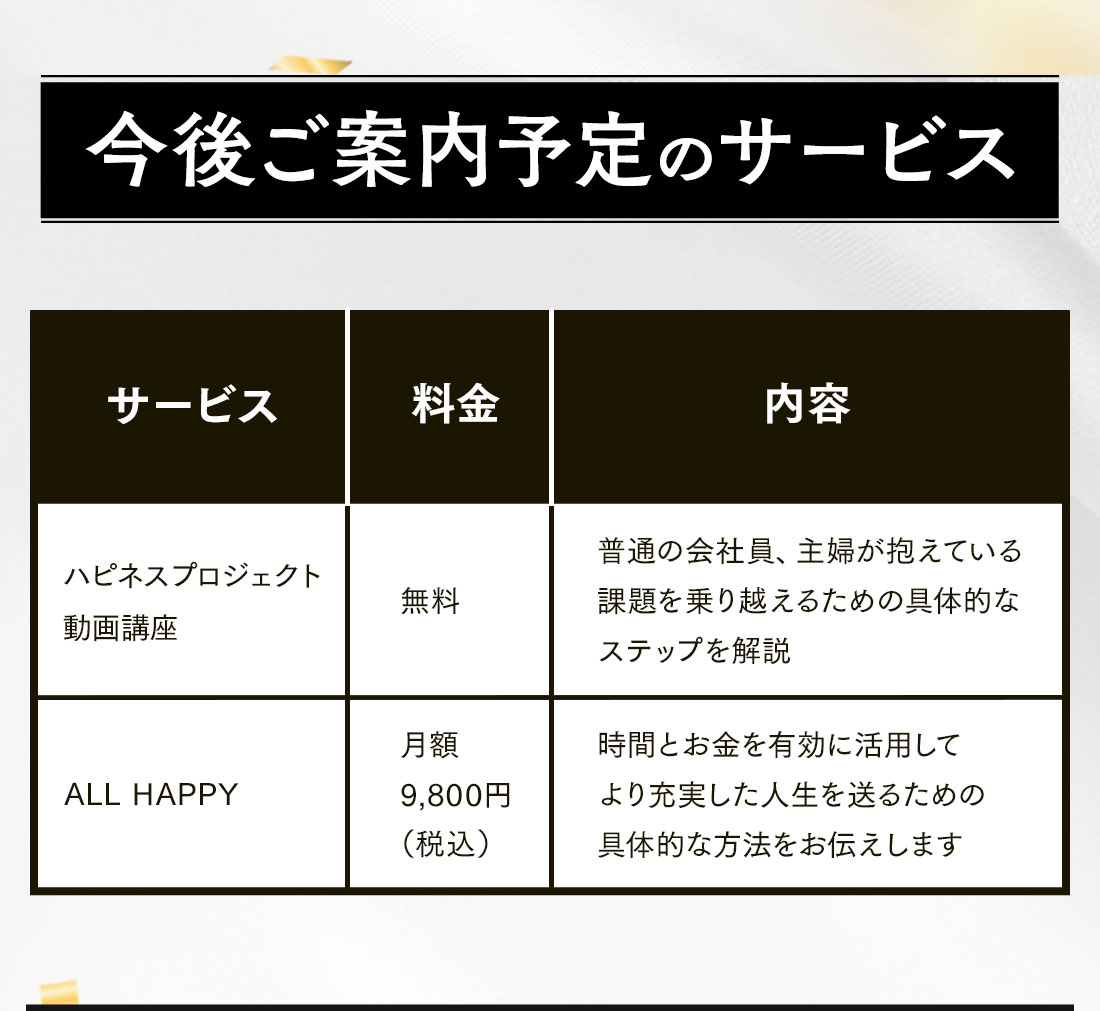 今後ご案内予定のサービス
サービス
料金
内容
ハピネスプロジェクト
動画講座
無料
普通の会社員、主婦が抱えている
課題を乗り越えるための具体的な
ステップを解説
ALL HAPPY
月額
9,800円
（税込）
時間とお金を有効に活用して
より充実した人生を送るための
具体的な方法をお伝えします